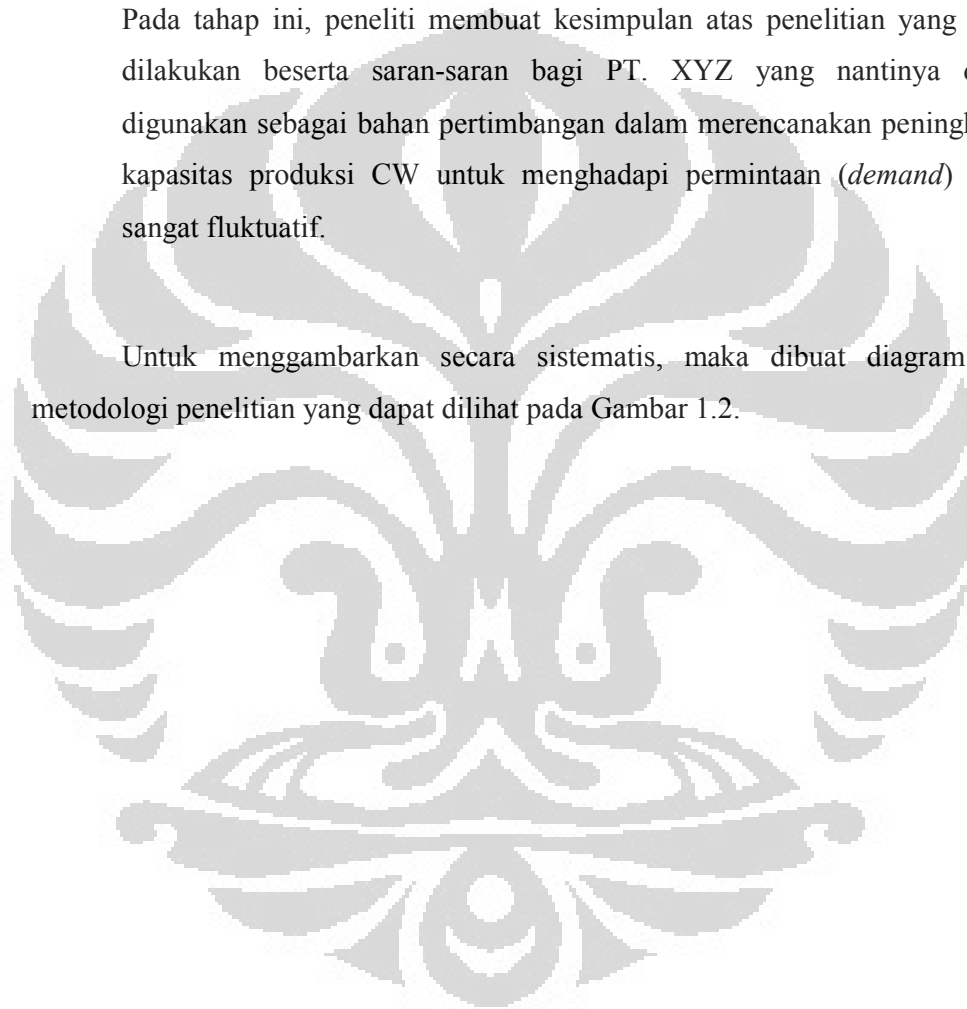 Pada tahap ini, peneliti membuat kesimpulan atas penelitian yang
dilakukan beserta saran-saran bagi PT. XYZ yang nantinya
digunakan sebagai bahan pertimbangan dalam merencanakan
kapasitas produksi CW untuk menghadapi permintaan (demand)
sangat fluktuatif.
Untuk menggambarkan secara sistematis, maka dibuat diagram
metodologi penelitian yang dapat dilihat pada Gambar 1.2.